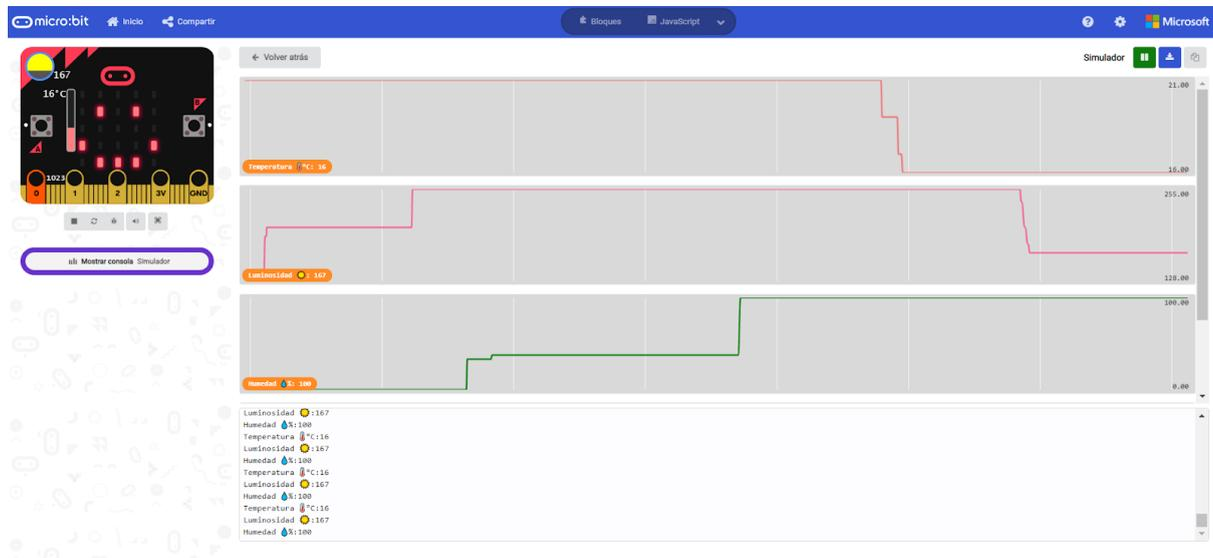 micro:bit Inicio Compartir Bloques JavaScript Microsoft
Volver atrás Simulador
167
16°C
B
A
1023
0 1 2 3V GND
Mostrar consola Simulador
21.00
Temperatura 🌡°C: 16
16.00
255.00
Luminosidad 🌞: 167
128.00
100.00
Humedad 💧%: 100
0.00
Luminosidad 🌞:167
Humedad 💧%:100
Temperatura 🌡°C:16
Luminosidad 🌞:167
Humedad 💧%:100
Temperatura 🌡°C:16
Luminosidad 🌞:167
Humedad 💧%:100
Temperatura 🌡°C:16
Luminosidad 🌞:167
Humedad 💧%:100